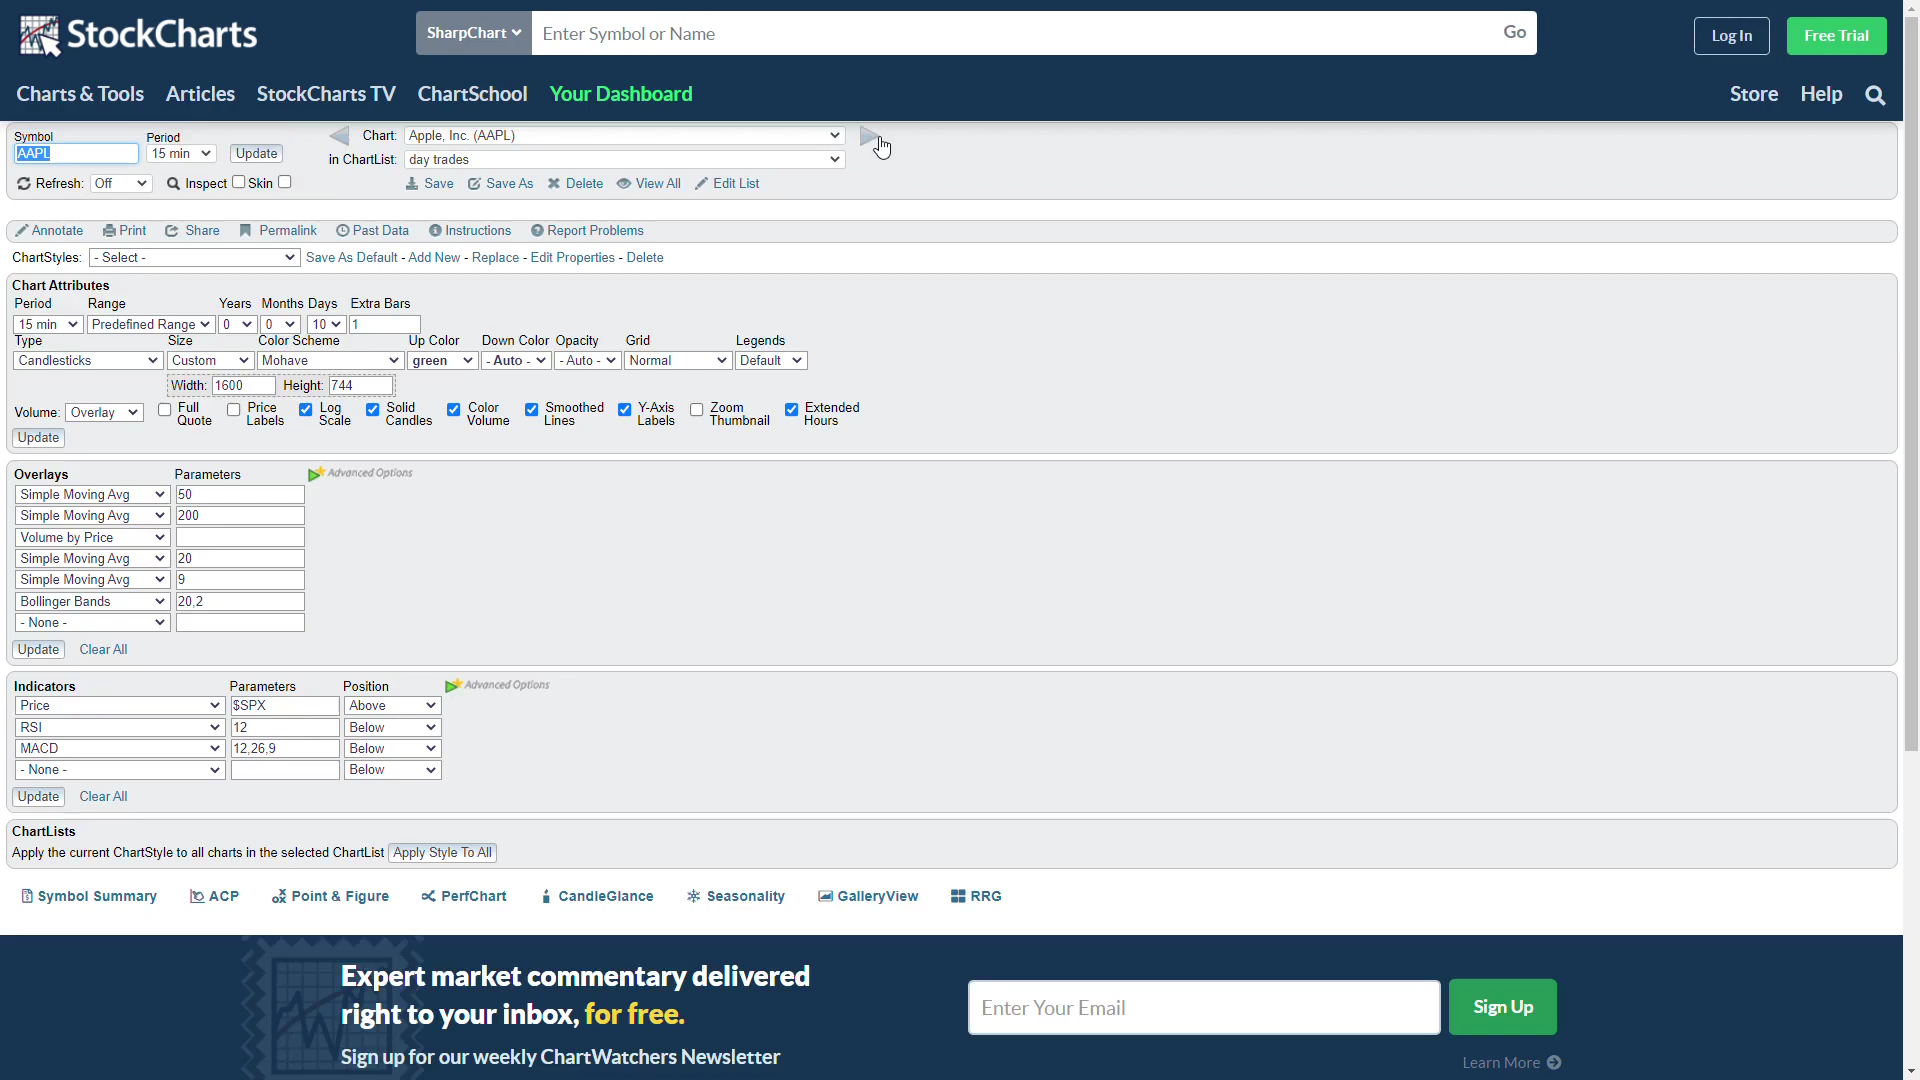 StockCharts
SharpChart
Enter Symbol or Name
Go
Log In
Free Trial
Charts & Tools Articles StockCharts TV ChartSchool Your Dashboard Store Help
Symbol Period Chart: Apple, Inc. (AAPL)
AAPL 15 min Update in ChartList: day trades
Refresh: Off Inspect Skin Save Save As Delete View All Edit List
Annotate Print Share Permalink Past Data Instructions Report Problems
ChartStyles: - Select - Save As Default - Add New - Replace - Edit Properties - Delete
Chart Attributes
Period Range Years Months Days Extra Bars
15 min Predefined Range 0 0 10 1
Type Size Color Scheme Up Color Down Color Opacity Grid Legends
Candlesticks Custom Mohave green - Auto - - Auto - Normal Default
Width: 1600 Height: 744
Volume: Overlay Full Quote Price Labels Log Scale Solid Candles Color Volume Smoothed Lines Y-Axis Labels Zoom Thumbnail Extended Hours
Update
Overlays Parameters Advanced Options
Simple Moving Avg 50
Simple Moving Avg 200
Volume by Price
Simple Moving Avg 20
Simple Moving Avg 9
Bollinger Bands 20,2
- None -
Update Clear All
Indicators Parameters Position Advanced Options
Price $SPX Above
RSI 12 Below
MACD 12,26,9 Below
- None - Below
Update Clear All
ChartLists
Apply the current ChartStyle to all charts in the selected ChartList Apply Style To All
Symbol Summary ACP Point & Figure PerfChart CandleGlance Seasonality GalleryView RRG
Expert market commentary delivered
right to your inbox, for free.
Sign up for our weekly ChartWatchers Newsletter
Enter Your Email
Sign Up
Learn More